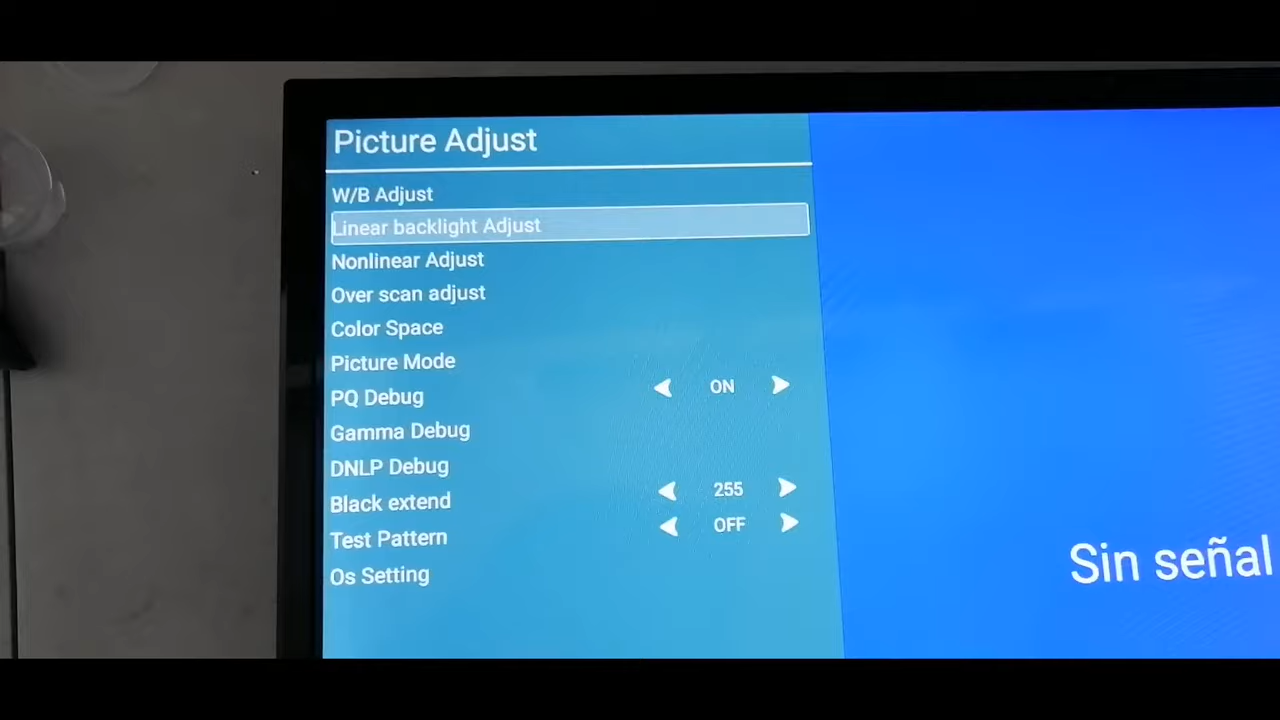 Picture Adjust
W/B Adjust
Linear backlight Adjust
Nonlinear Adjust
Over scan adjust
Color Space
Picture Mode
PQ Debug ON
Gamma Debug
DNLP Debug
Black extend 255
Test Pattern OFF
Os Setting
Sin señal